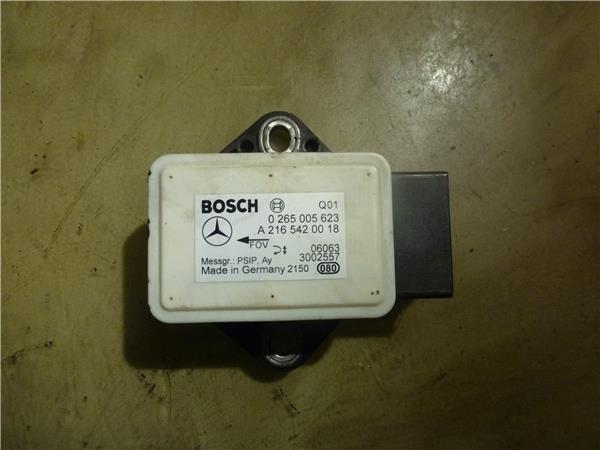 BOSCH Q01
0 265 005 623
A 216 542 00 18
FOV 06063
Messgr.: PSIP, Ay 3002557
Made in Germany 2150 080